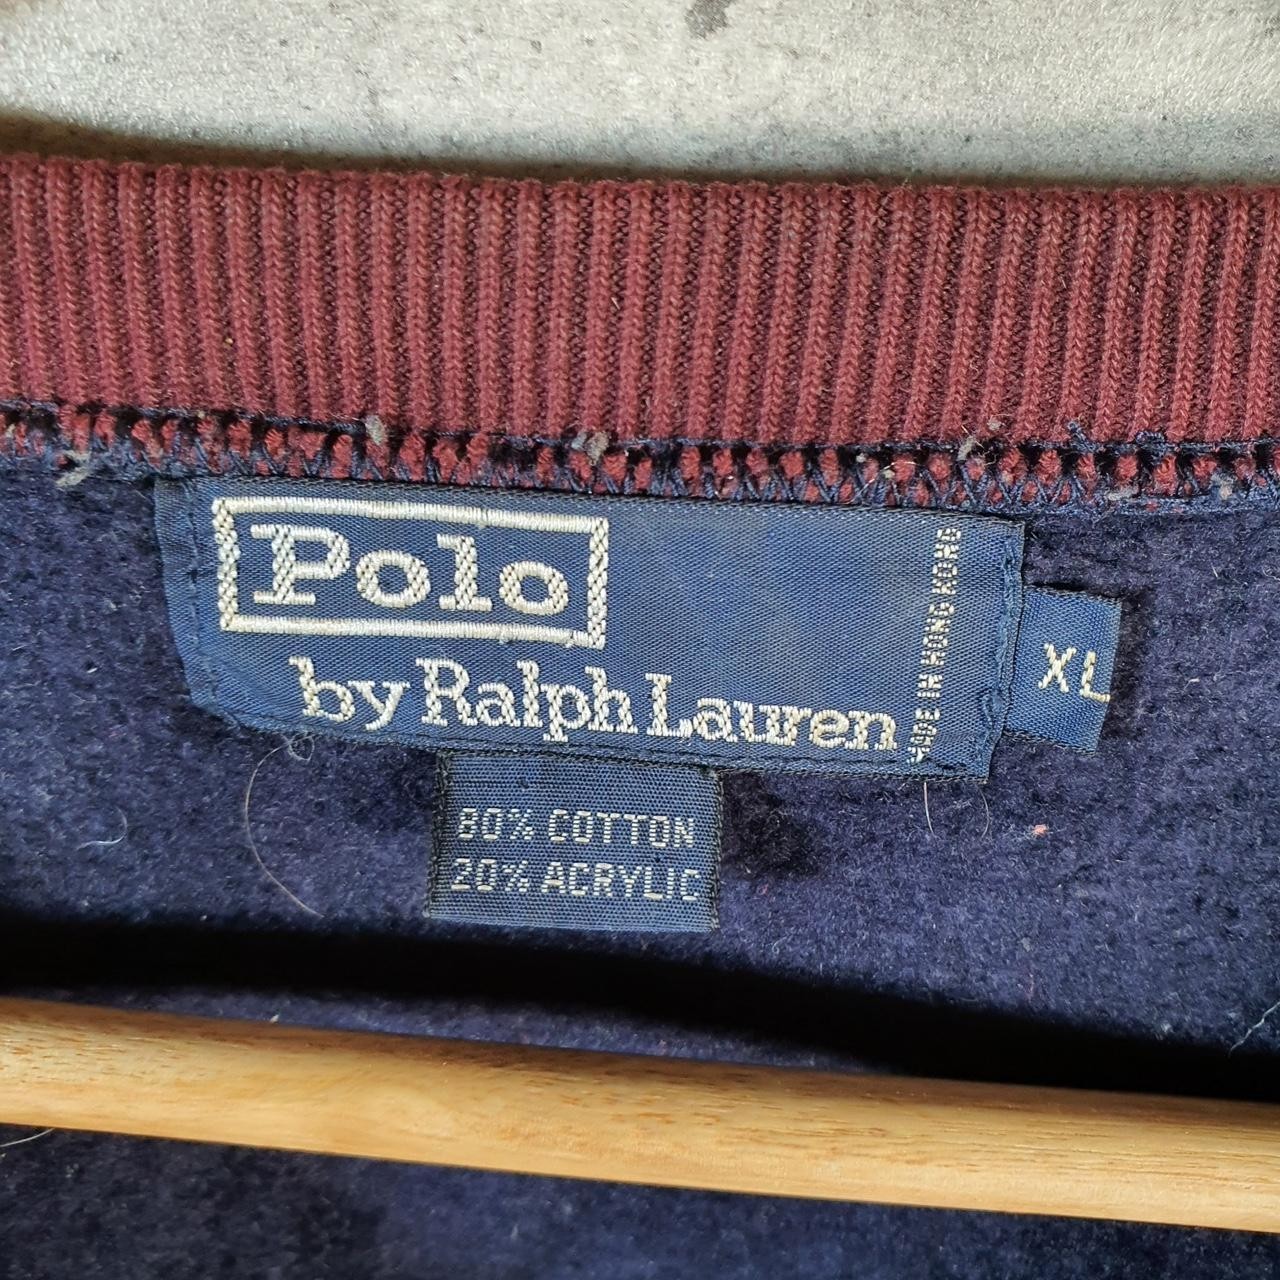 Polo
by Ralph Lauren
MADE IN HONG KONG
XL
80% COTTON
20% ACRYLIC